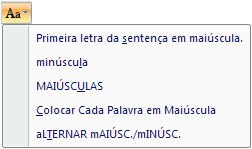 Aa
Primeira letra da sentença em maiúscula.
minúscula
MAIÚSCULAS
Colocar Cada Palavra em Maiúscula
aLTERNAR mAIÚSC./mINÚSC.